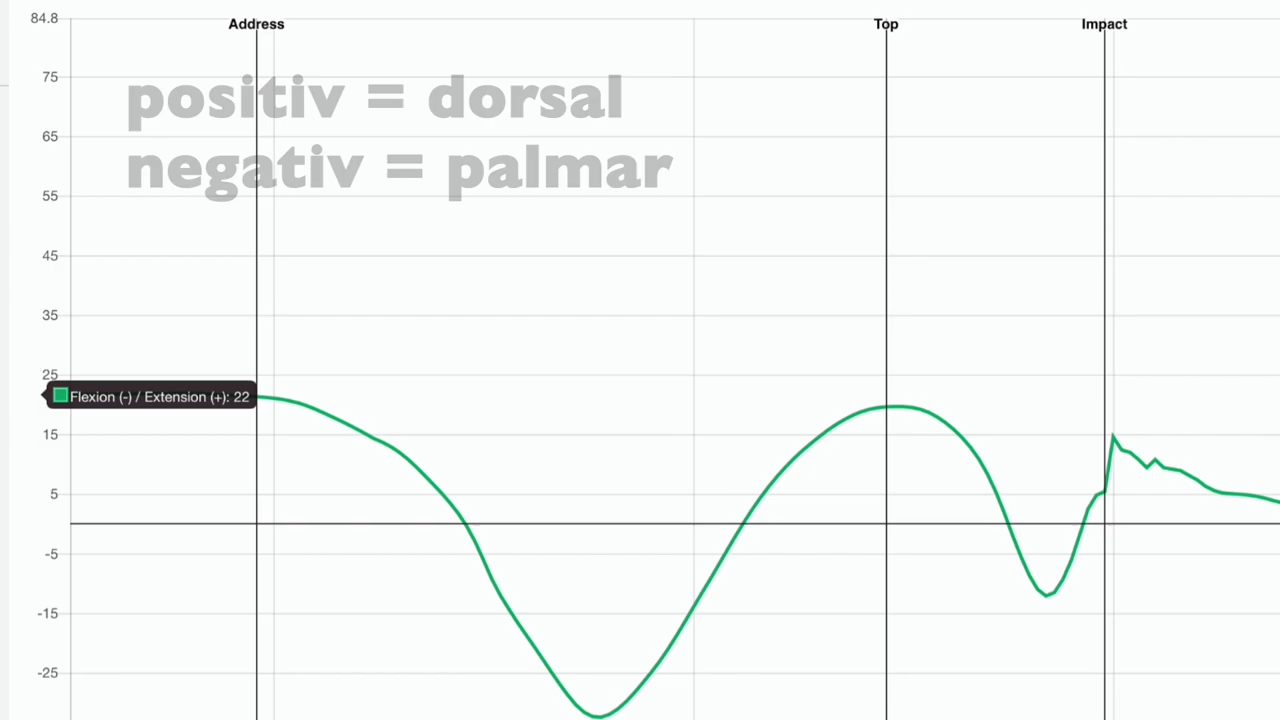 84.8
Address
Top
Impact
75
positiv = dorsal
65
negativ = palmar
55
45
35
25
Flexion (-) / Extension (+): 22
15
5
-5
-15
-25